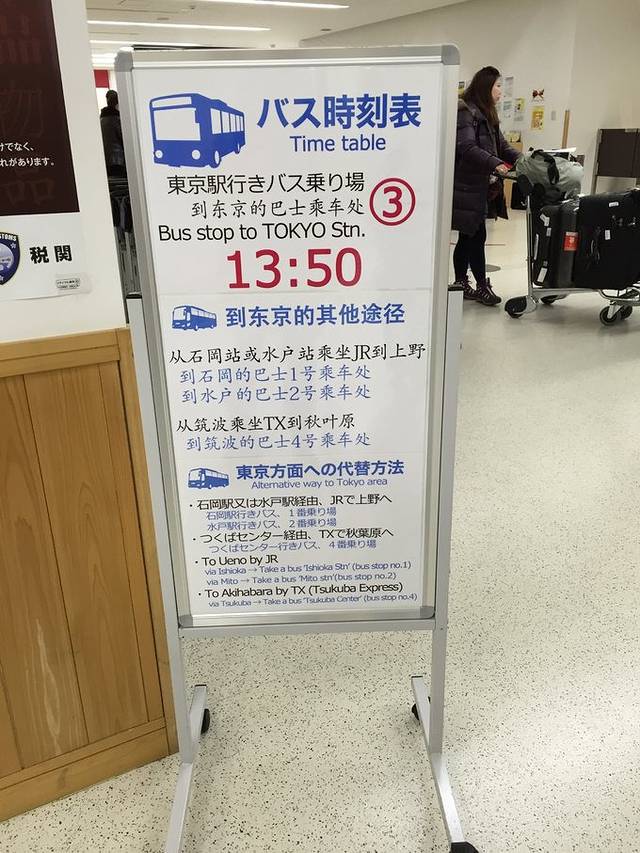 バス時刻表
Time table
東京駅行きバス乗り場
到东京的巴士乘车处
③
Bus stop to TOKYO Stn.
13:50
到东京的其他途径
从石岡站或水户站乘坐JR到上野
到石岡的巴士1号乘车处
到水户的巴士2号乘车处
从筑波乘坐TX到秋叶原
到筑波的巴士4号乘车处
東京方面への代替方法
Alternative way to Tokyo area
・石岡駅又は水戸駅経由、JRで上野へ
石岡駅行きバス、1番乗り場
水戸駅行きバス、2番乗り場
・つくばセンター経由、TXで秋葉原へ
つくばセンター行きバス、4番乗り場
・To Ueno by JR
via Ishioka → Take a bus 'Ishioka Stn' (bus stop no.1)
via Mito → Take a bus 'Mito stn'(bus stop no.2)
・To Akihabara by TX (Tsukuba Express)
via Tsukuba → Take a bus 'Tsukuba Center' (bus stop no.4)
物
品
けでなく、
れがあります。
税関